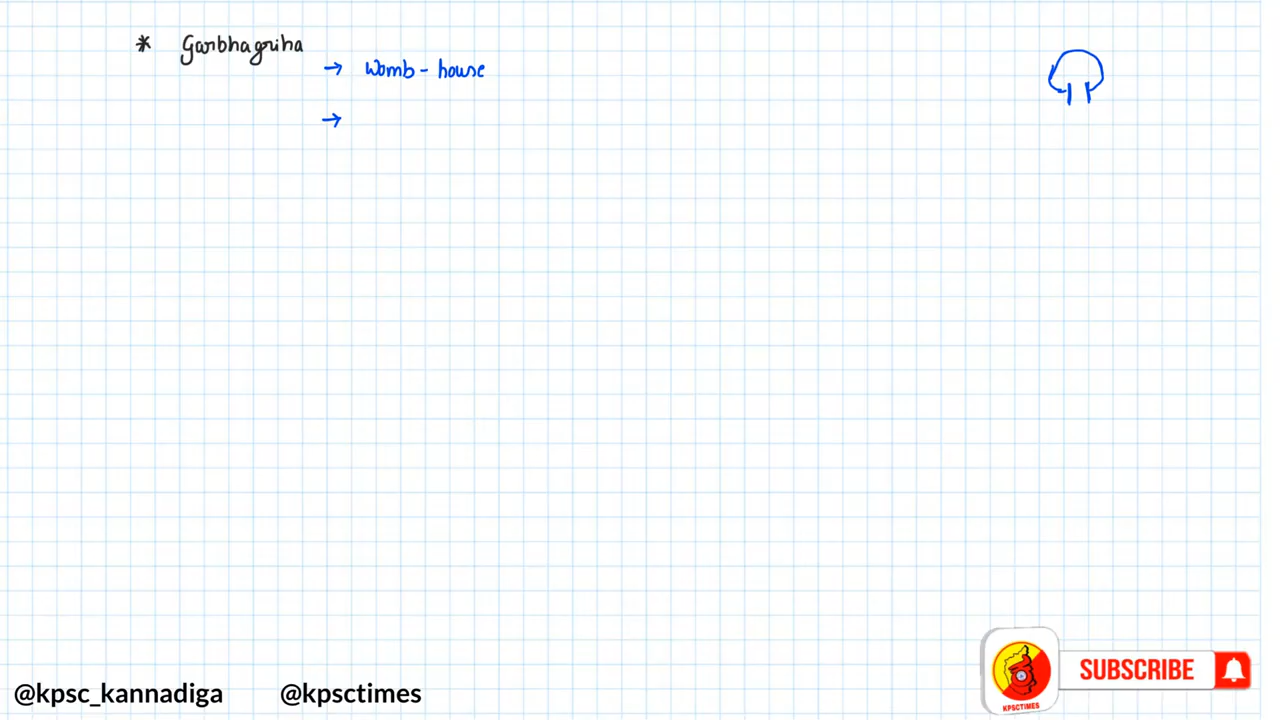 * Garbhagriha
→ Womb - house
→
@kpsc_kannadiga @kpsctimes
KPSCTIMES
SUBSCRIBE